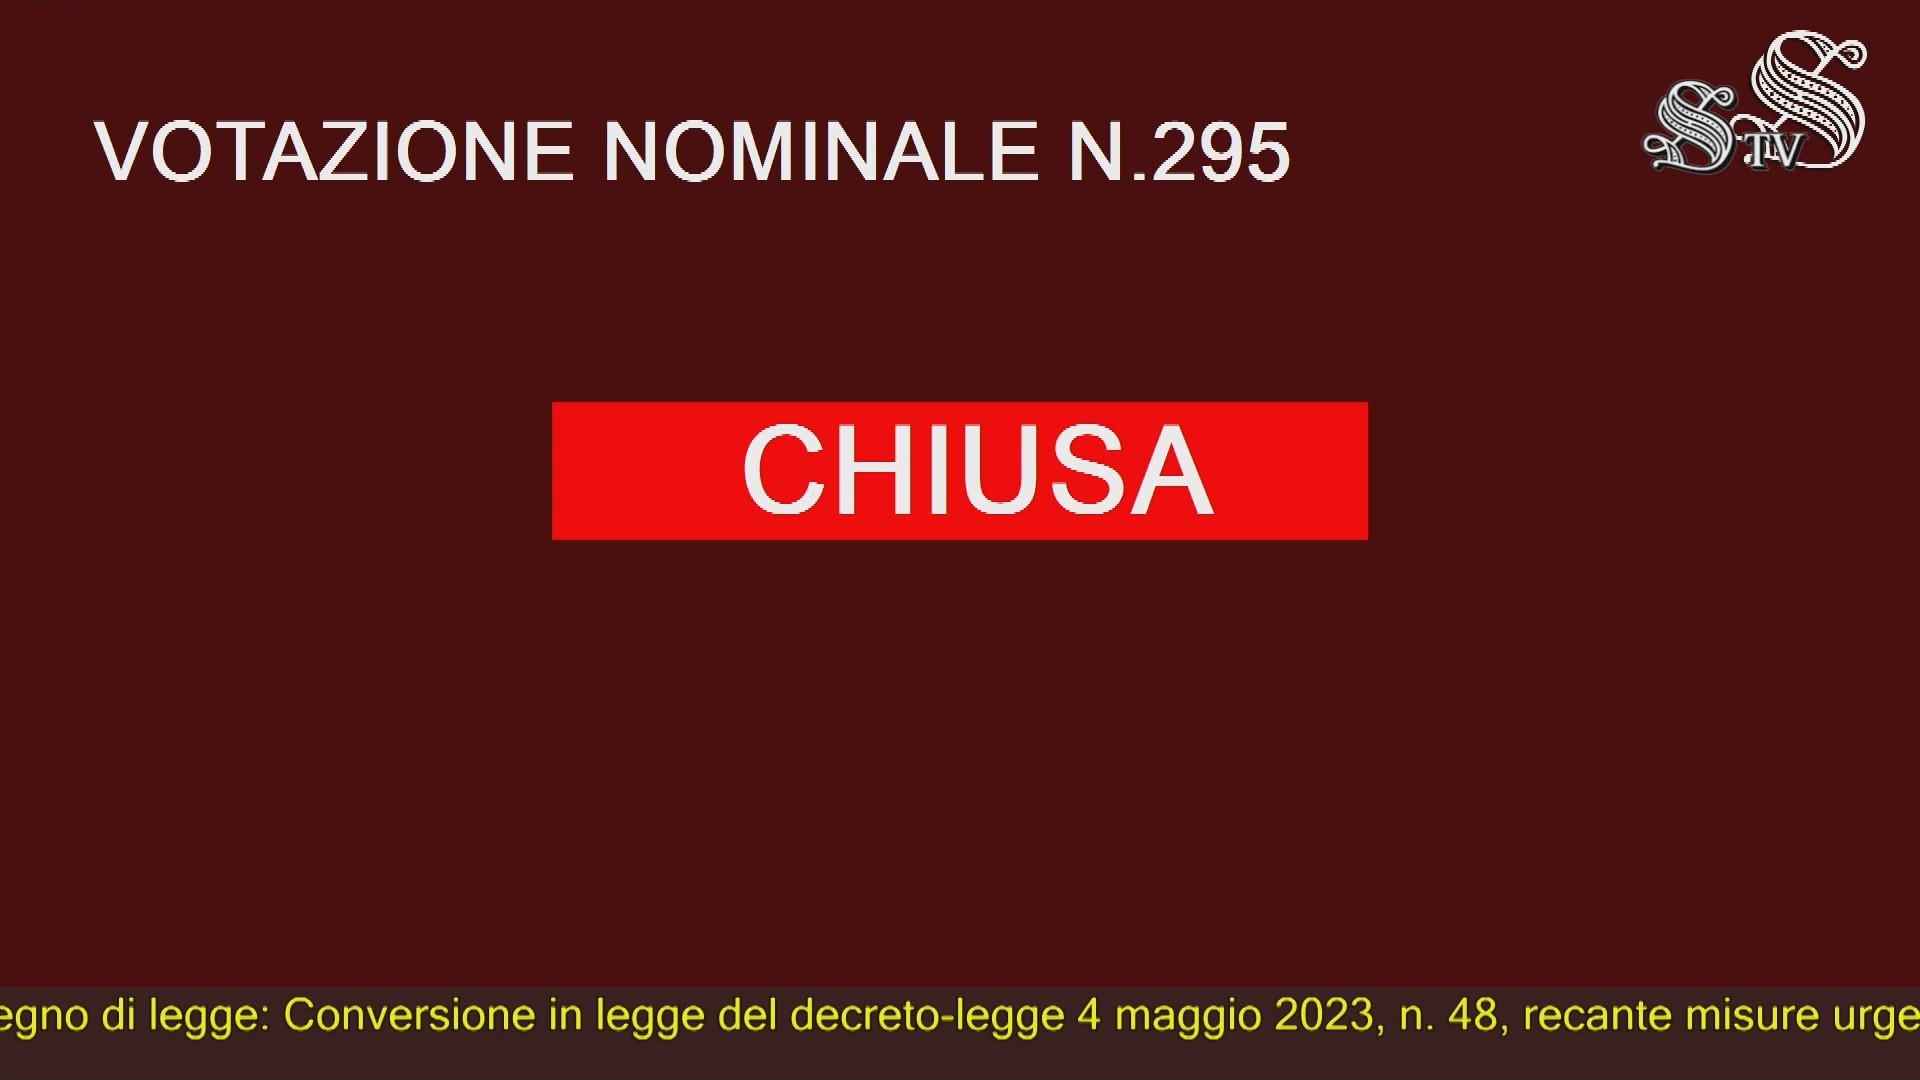 VOTAZIONE NOMINALE N.295
S S TV
CHIUSA
egno di legge: Conversione in legge del decreto-legge 4 maggio 2023, n. 48, recante misure urge